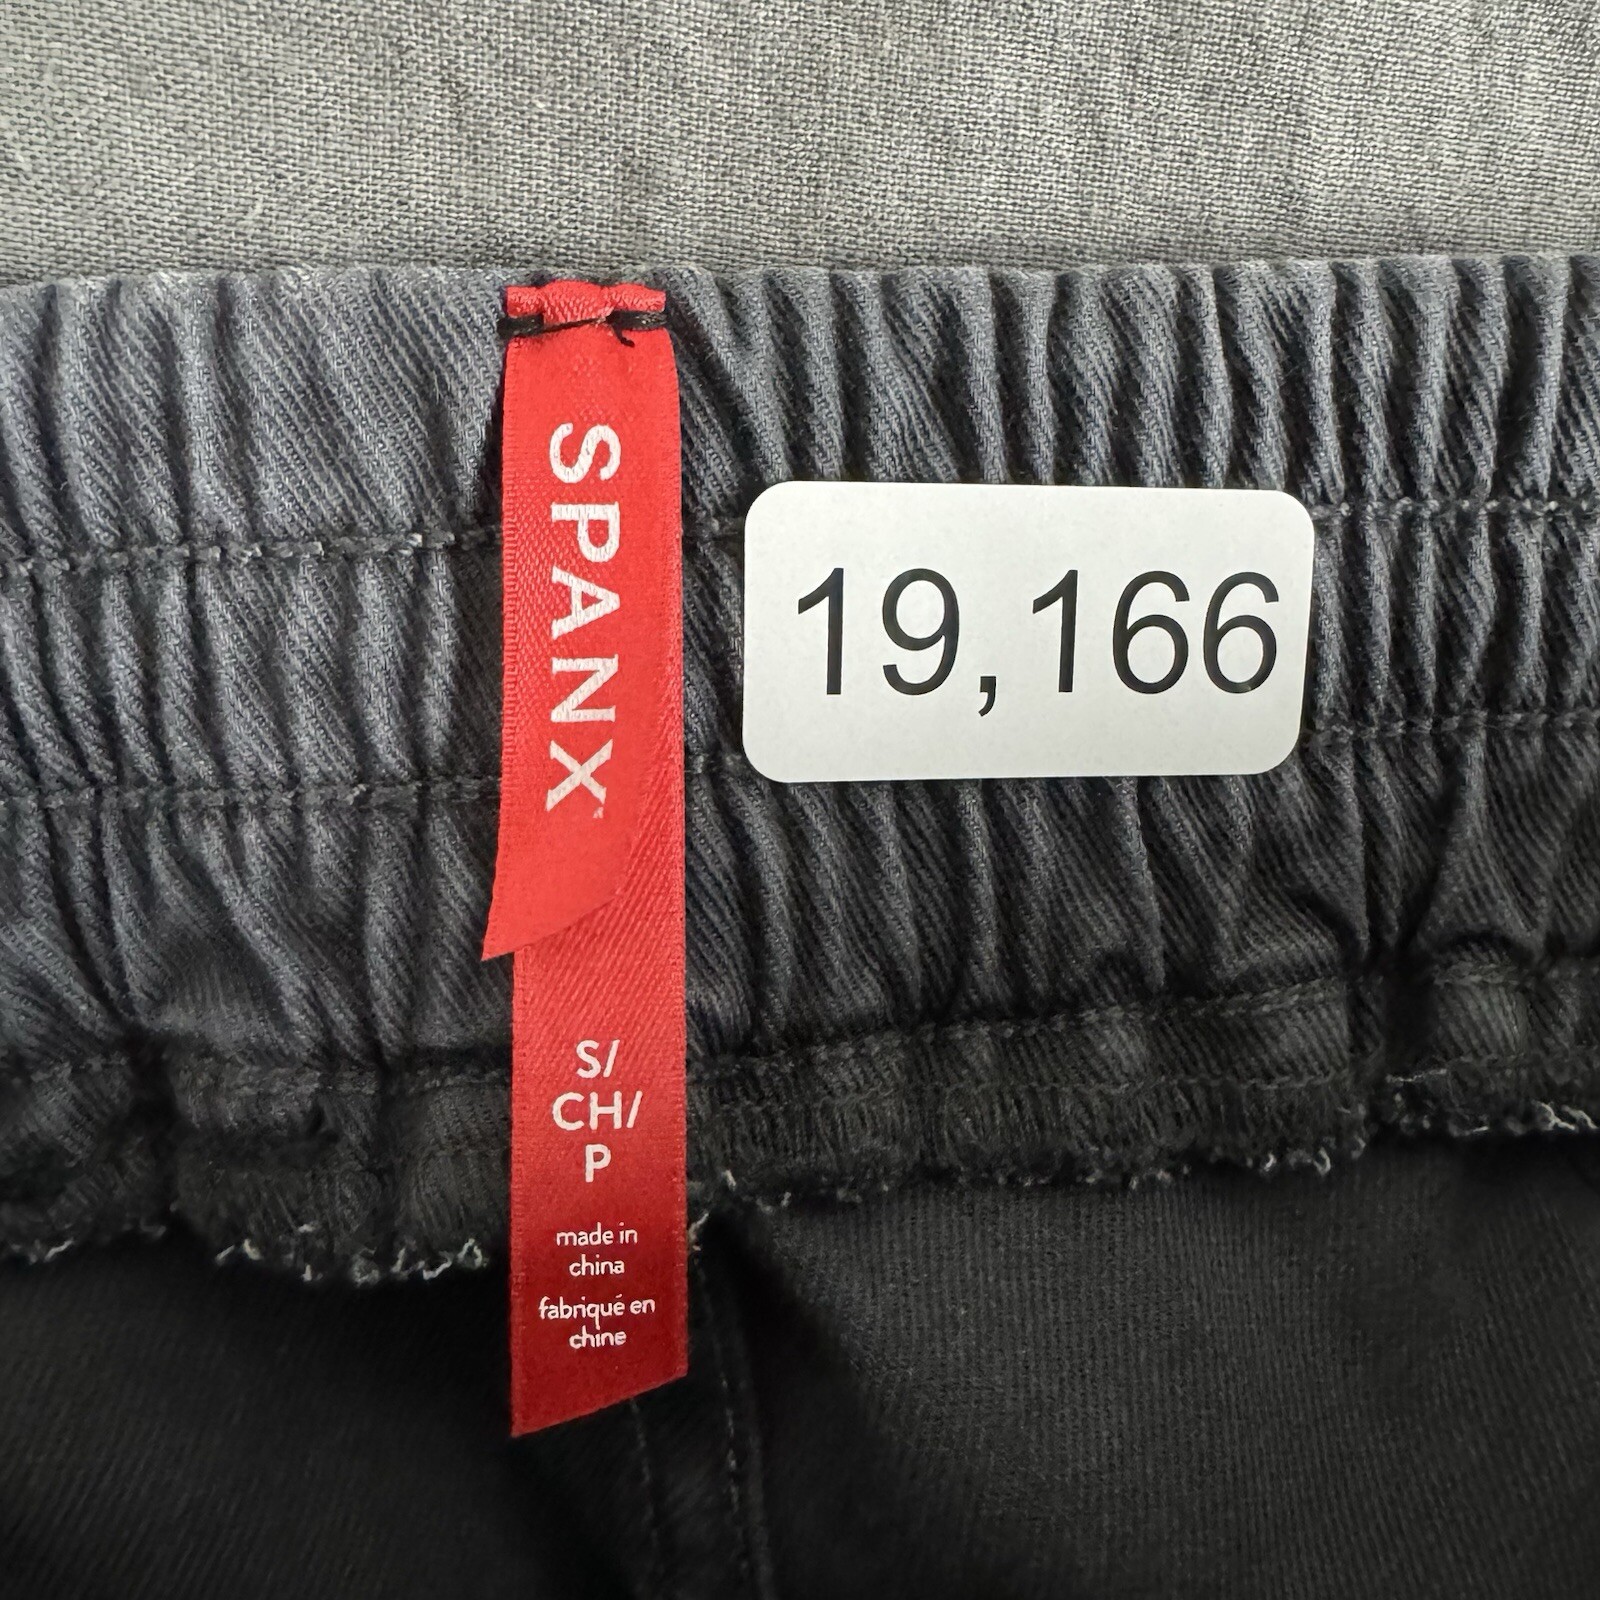 SPANX
19,166
S/
CH/
P
made in
china
fabriqué en
chine